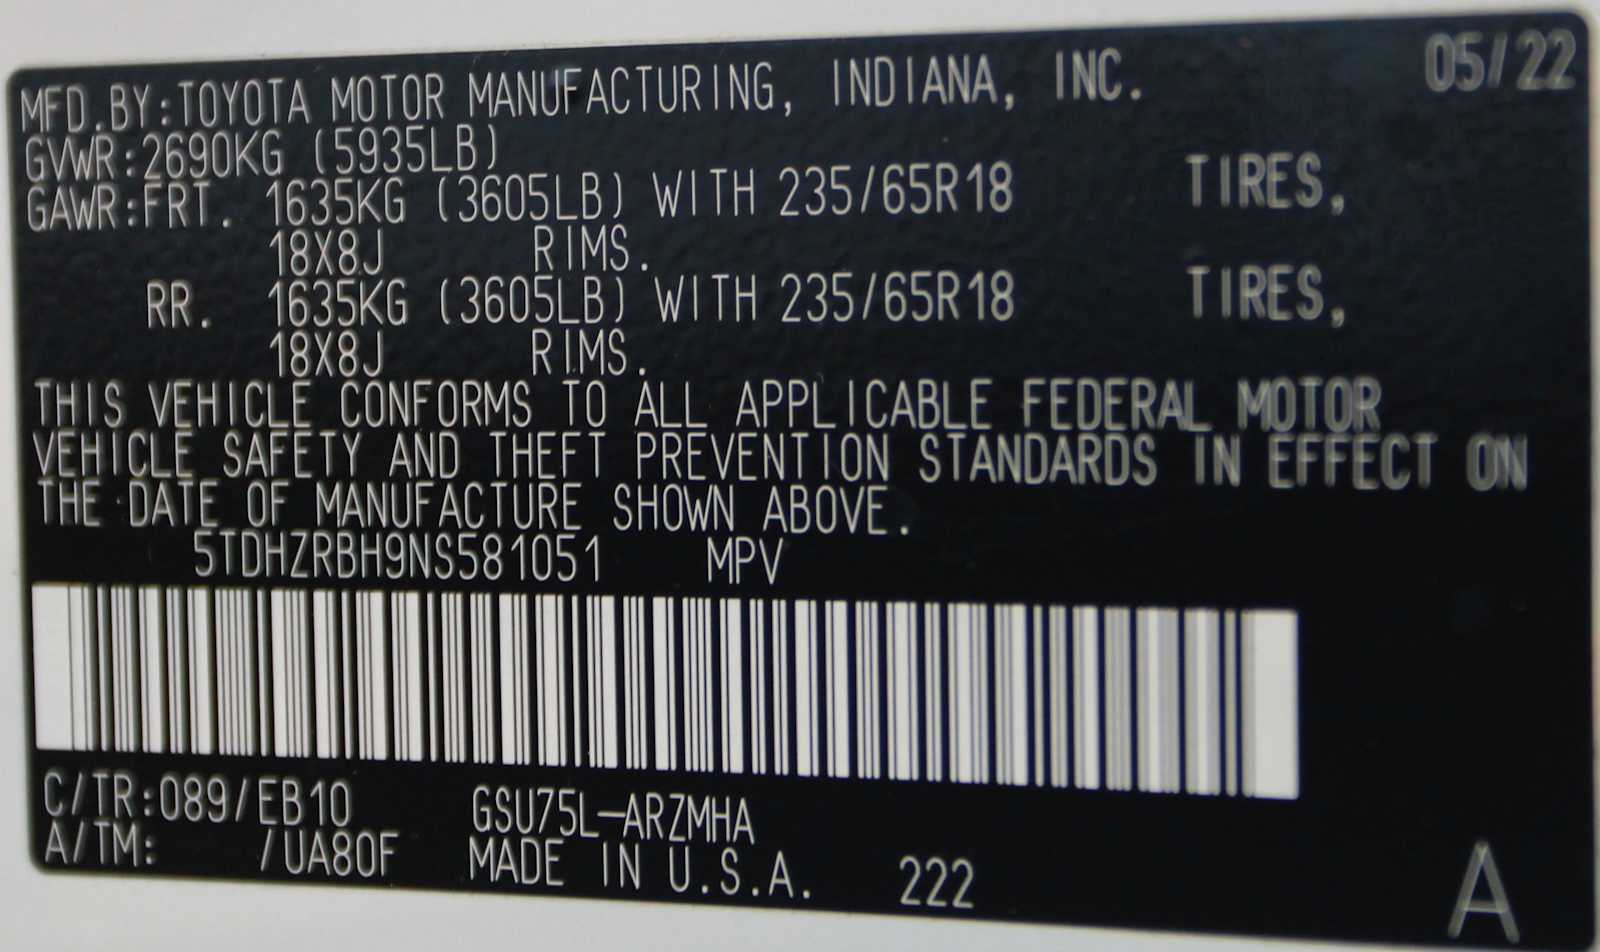 05/22
MFD.BY:TOYOTA MOTOR MANUFACTURING, INDIANA, INC.
GVWR:2690KG (5935LB)
GAWR:FRT. 1635KG (3605LB) WITH 235/65R18 TIRES,
18X8J RIMS.
RR. 1635KG (3605LB) WITH 235/65R18 TIRES,
18X8J RIMS.
THIS VEHICLE CONFORMS TO ALL APPLICABLE FEDERAL MOTOR
VEHICLE SAFETY AND THEFT PREVENTION STANDARDS IN EFFECT ON
THE DATE OF MANUFACTURE SHOWN ABOVE.
5TDHZRBH9NS581051 MPV
C/TR:089/EB10 GSU75L-ARZMHA
A/TM: /UA80F MADE IN U.S.A. 222
A